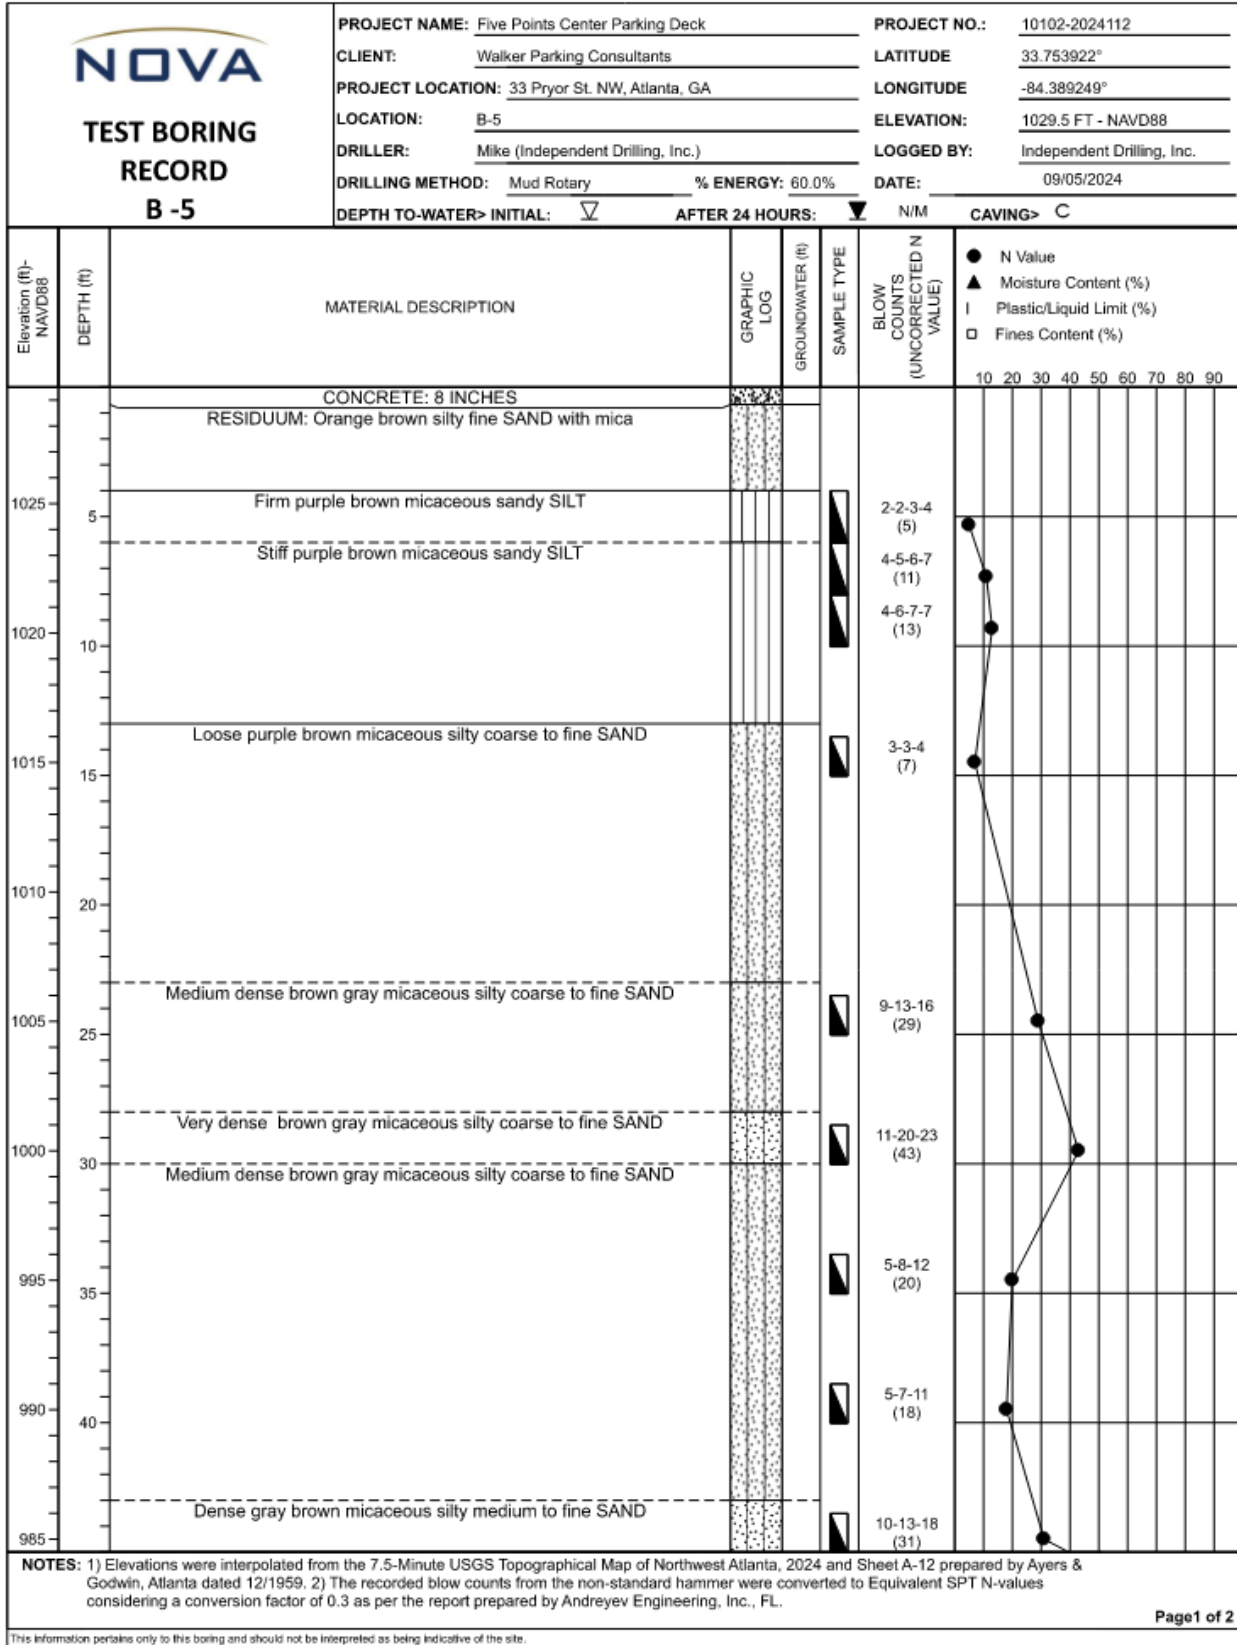 NOVA
TEST BORING
RECORD
B -5
PROJECT NAME: Five Points Center Parking Deck PROJECT NO.: 10102-2024112
CLIENT: Walker Parking Consultants LATITUDE 33.753922°
PROJECT LOCATION: 33 Pryor St. NW, Atlanta, GA LONGITUDE -84.389249°
LOCATION: B-5 ELEVATION: 1029.5 FT - NAVD88
DRILLER: Mike (Independent Drilling, Inc.) LOGGED BY: Independent Drilling, Inc.
DRILLING METHOD: Mud Rotary % ENERGY: 60.0% DATE: 09/05/2024
DEPTH TO-WATER> INITIAL: AFTER 24 HOURS: N/M CAVING> C
Elevation (ft)-
NAVD88
DEPTH (ft)
MATERIAL DESCRIPTION
GRAPHIC
LOG
GROUNDWATER (ft)
SAMPLE TYPE
BLOW
COUNTS
(UNCORRECTED N
VALUE)
N Value
Moisture Content (%)
Plastic/Liquid Limit (%)
Fines Content (%)
10 20 30 40 50 60 70 80 90
CONCRETE: 8 INCHES
RESIDUUM: Orange brown silty fine SAND with mica
1025 Firm purple brown micaceous sandy SILT 2-2-3-4
5 (5)
Stiff purple brown micaceous sandy SILT 4-5-6-7
(11)
4-6-7-7
1020 (13)
10
Loose purple brown micaceous silty coarse to fine SAND 3-3-4
1015 (7)
15
1010
20
Medium dense brown gray micaceous silty coarse to fine SAND 9-13-16
1005 (29)
25
Very dense brown gray micaceous silty coarse to fine SAND 11-20-23
1000 (43)
30
Medium dense brown gray micaceous silty coarse to fine SAND
5-8-12
995 (20)
35
5-7-11
990 (18)
40
Dense gray brown micaceous silty medium to fine SAND 10-13-18
985 (31)
NOTES: 1) Elevations were interpolated from the 7.5-Minute USGS Topographical Map of Northwest Atlanta, 2024 and Sheet A-12 prepared by Ayers &
Godwin, Atlanta dated 12/1959. 2) The recorded blow counts from the non-standard hammer were converted to Equivalent SPT N-values
considering a conversion factor of 0.3 as per the report prepared by Andreyev Engineering, Inc., FL.
Page1 of 2
This information pertains only to this boring and should not be interpreted as being indicative of the site.